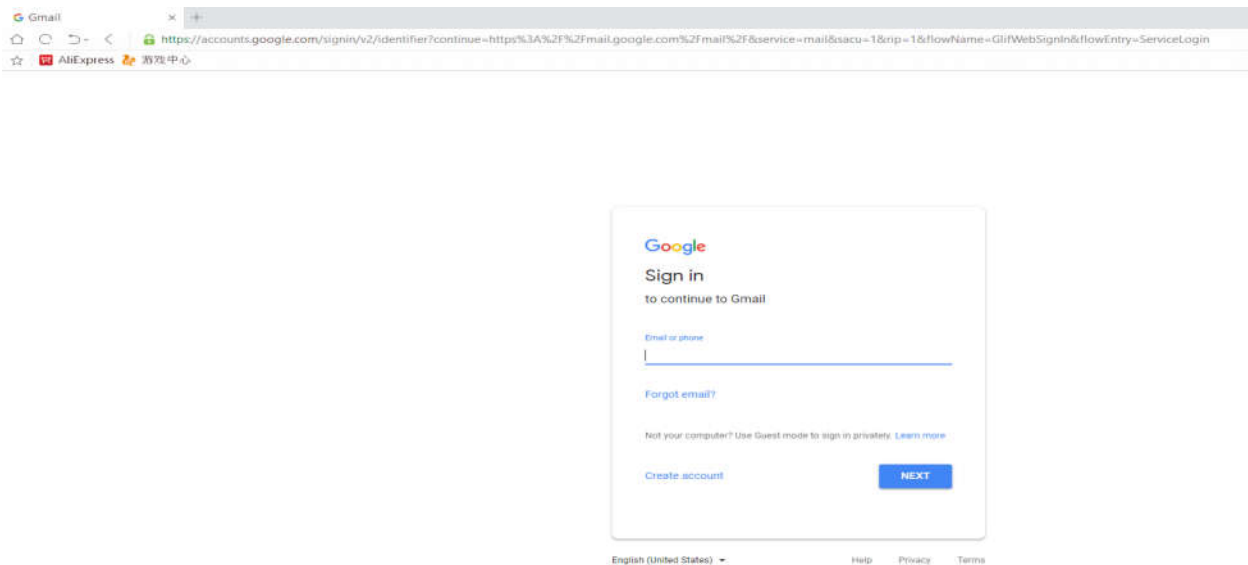 Gmail
https://accounts.google.com/signin/v2/identifier?continue=https%3A%2F%2Fmail.google.com%2Fmail%2F&service=mail&sacu=1&rip=1&flowName=GlifWebSignIn&flowEntry=ServiceLogin
AliExpress 游戏中心
Google
Sign in
to continue to Gmail
Email or phone
Forgot email?
Not your computer? Use Guest mode to sign in privately. Learn more
Create account NEXT
English (United States) Help Privacy Terms